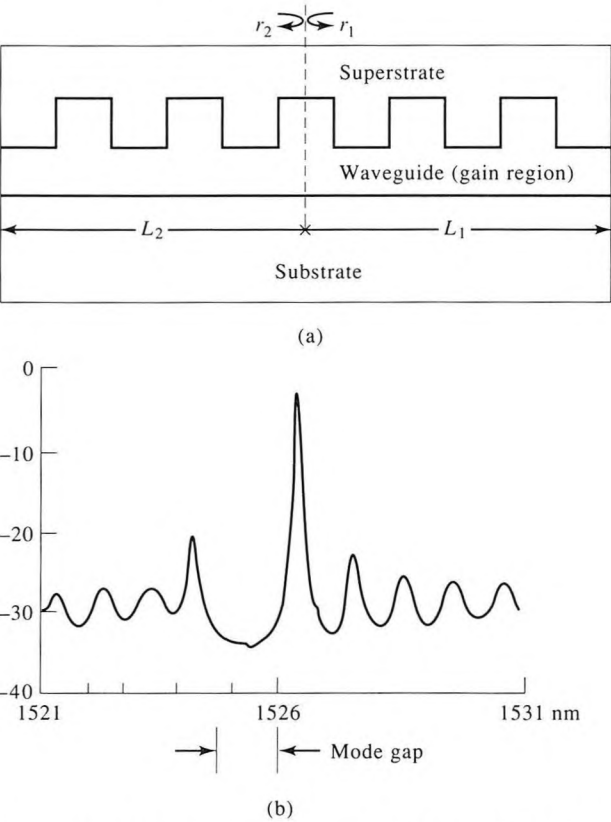 r2 r1
Superstrate
Waveguide (gain region)
L2 L1
Substrate
(a)
0
–10
–20
–30
–40
1521 1526 1531 nm
Mode gap
(b)